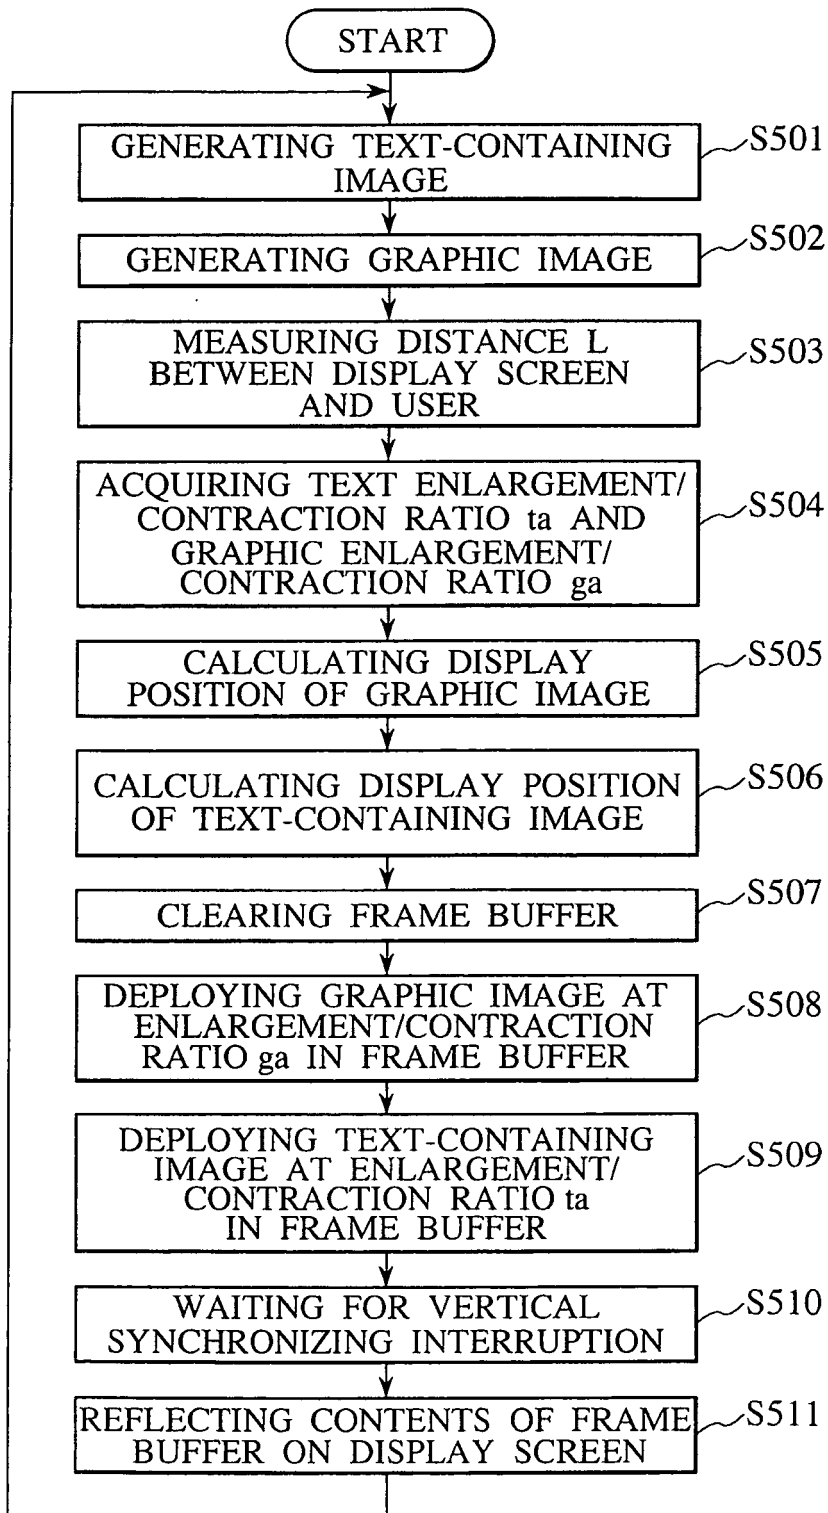 START
GENERATING TEXT-CONTAINING
IMAGE
S501
GENERATING GRAPHIC IMAGE
S502
MEASURING DISTANCE L
BETWEEN DISPLAY SCREEN
AND USER
S503
ACQUIRING TEXT ENLARGEMENT/
CONTRACTION RATIO ta AND
GRAPHIC ENLARGEMENT/
CONTRACTION RATIO ga
S504
CALCULATING DISPLAY
POSITION OF GRAPHIC IMAGE
S505
CALCULATING DISPLAY POSITION
OF TEXT-CONTAINING IMAGE
S506
CLEARING FRAME BUFFER
S507
DEPLOYING GRAPHIC IMAGE AT
ENLARGEMENT/CONTRACTION
RATIO ga IN FRAME BUFFER
S508
DEPLOYING TEXT-CONTAINING
IMAGE AT ENLARGEMENT/
CONTRACTION RATIO ta
IN FRAME BUFFER
S509
WAITING FOR VERTICAL
SYNCHRONIZING INTERRUPTION
S510
REFLECTING CONTENTS OF FRAME
BUFFER ON DISPLAY SCREEN
S511